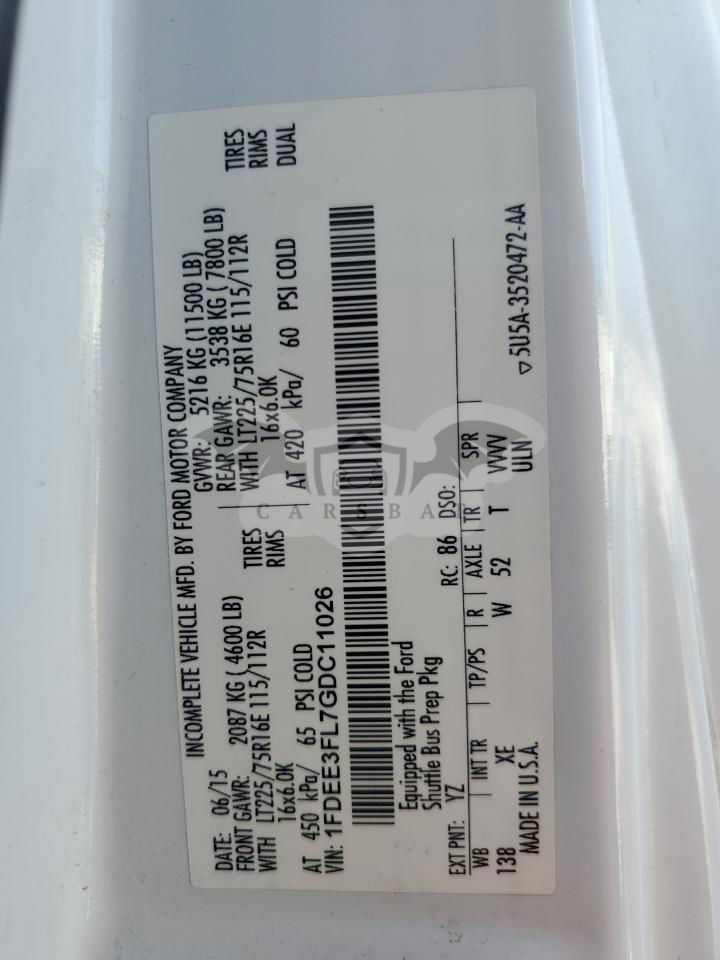 INCOMPLETE VEHICLE MFD. BY FORD MOTOR COMPANY
DATE: 06/15 GVWR: 5216 KG (11500 LB)
FRONT GAWR: 2087 KG ( 4600 LB) REAR GAWR: 3538 KG ( 7800 LB)
WITH LT225/75R16E 115/112R TIRES WITH LT225/75R16E 115/112R TIRES
16x6.0K RIMS 16x6.0K RIMS
AT 450 kPa/ 65 PSI COLD AT 420 kPa/ 60 PSI COLD DUAL
VIN: 1FDEE3FL7GDC11026
CARSBA
Equipped with the Ford
Shuttle Bus Prep Pkg
EXT PNT: YZ RC: 86 DSO:
WB INT TR TP/PS R AXLE TR SPR
138 XE W 52 T VWV
MADE IN U.S.A. ULN
▽5U5A-3520472-AA